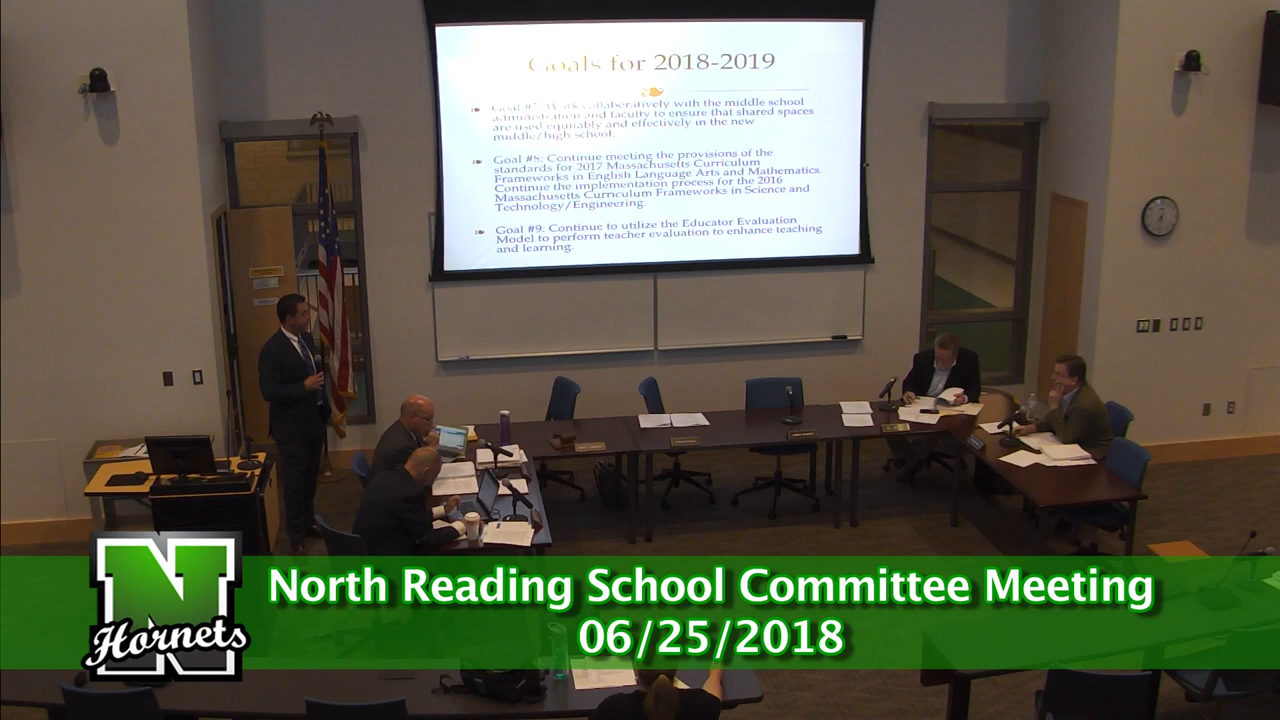 Goals for 2018-2019
Goal #7: Work collaboratively with the middle school
administration and faculty to ensure that shared spaces
are used equitably and effectively in the new
middle/high school.
Goal #8: Continue meeting the provisions of the
standards for 2017 Massachusetts Curriculum
Frameworks in English Language Arts and Mathematics.
Continue the implementation process for the 2016
Massachusetts Curriculum Frameworks in Science and
Technology/Engineering.
Goal #9: Continue to utilize the Educator Evaluation
Model to perform teacher evaluation to enhance teaching
and learning.
N
Hornets
North Reading School Committee Meeting
06/25/2018